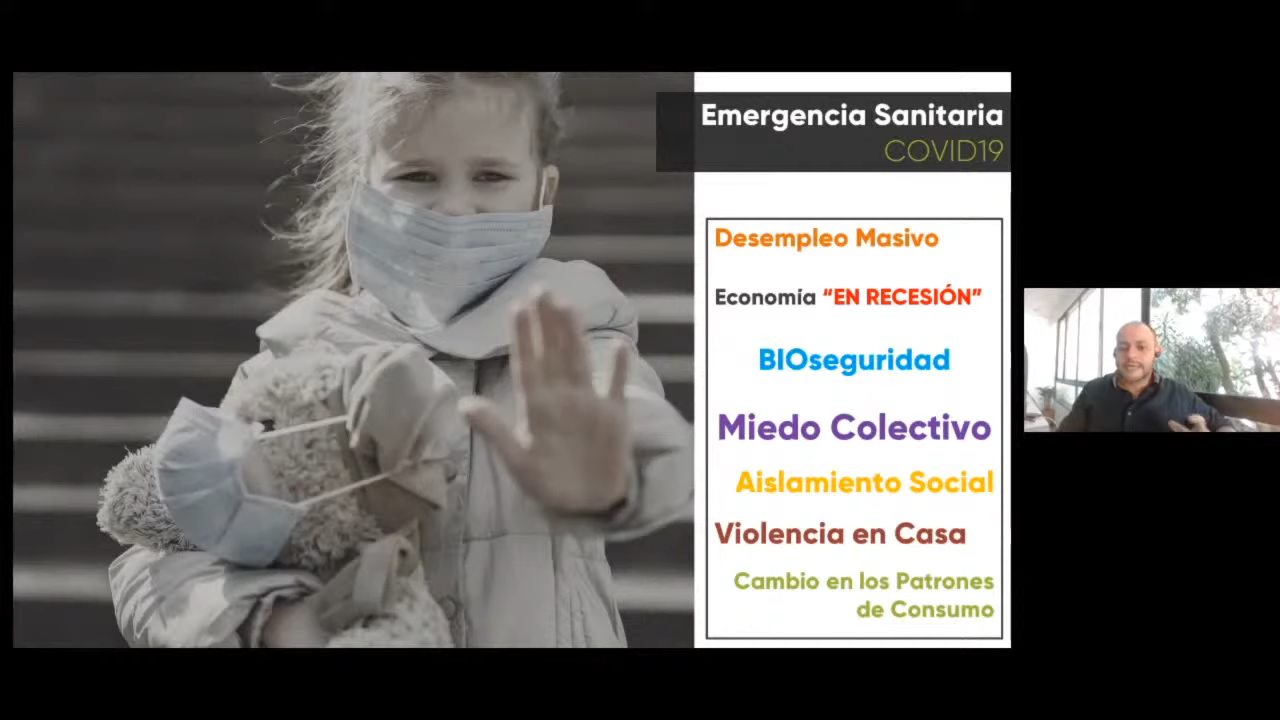 Emergencia Sanitaria
COVID19
Desempleo Masivo
Economía “EN RECESIÓN”
BIOseguridad
Miedo Colectivo
Aislamiento Social
Violencia en Casa
Cambio en los Patrones
de Consumo